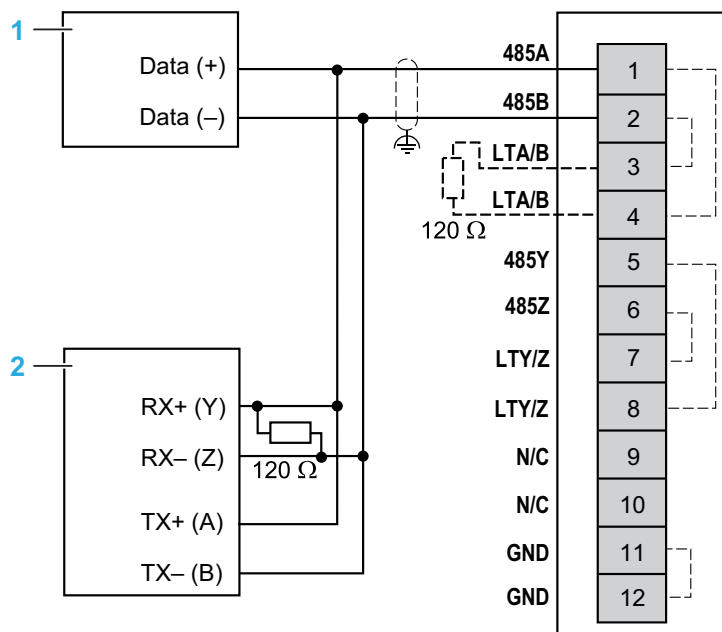 1
Data (+)
Data (–)
485A
485B
LTA/B
LTA/B
120 Ω
485Y
485Z
LTY/Z
LTY/Z
N/C
N/C
GND
GND
1
2
3
4
5
6
7
8
9
10
11
12
2
RX+ (Y)
RX– (Z)
120 Ω
TX+ (A)
TX– (B)